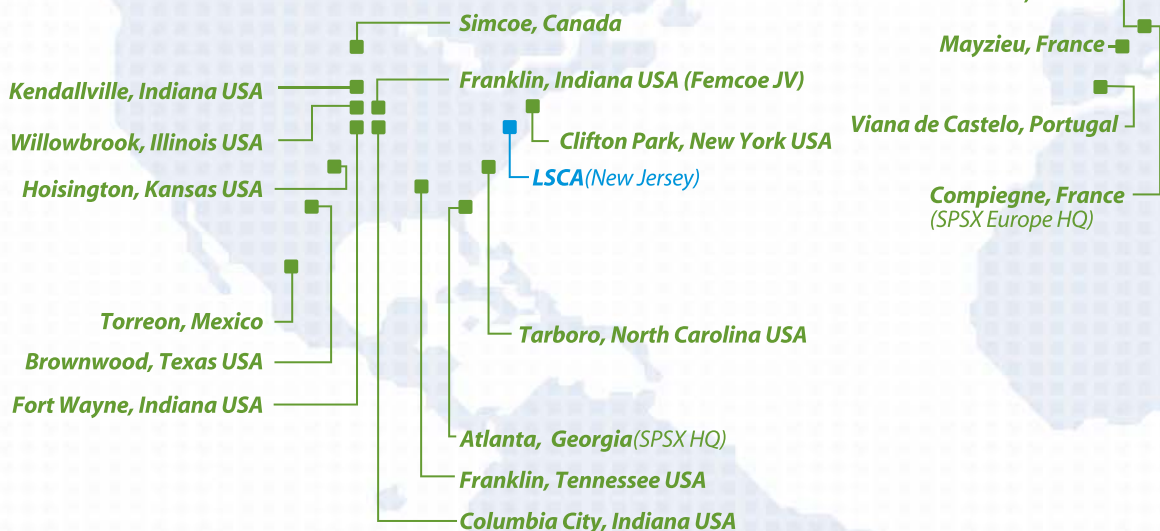 Simcoe, Canada
Mayzieu, France
Kendallville, Indiana USA
Franklin, Indiana USA (Femcoe JV)
Willowbrook, Illinois USA
Clifton Park, New York USA
Viana de Castelo, Portugal
LSCA(New Jersey)
Hoisington, Kansas USA
Compiegne, France
(SPSX Europe HQ)
Torreon, Mexico
Tarboro, North Carolina USA
Brownwood, Texas USA
Fort Wayne, Indiana USA
Atlanta, Georgia(SPSX HQ)
Franklin, Tennessee USA
Columbia City, Indiana USA